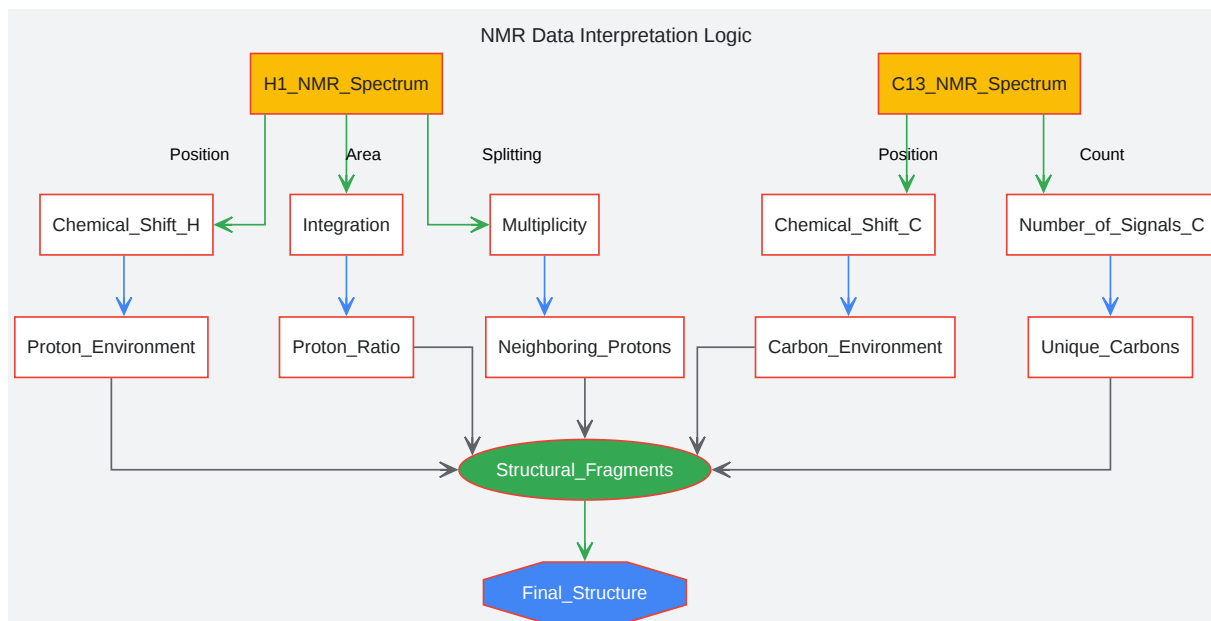 NMR Data Interpretation Logic
H1_NMR_Spectrum
C13_NMR_Spectrum
Position
Area
Splitting
Position
Count
Chemical_Shift_H
Integration
Multiplicity
Chemical_Shift_C
Number_of_Signals_C
Proton_Environment
Proton_Ratio
Neighboring_Protons
Carbon_Environment
Unique_Carbons
Structural_Fragments
Final_Structure